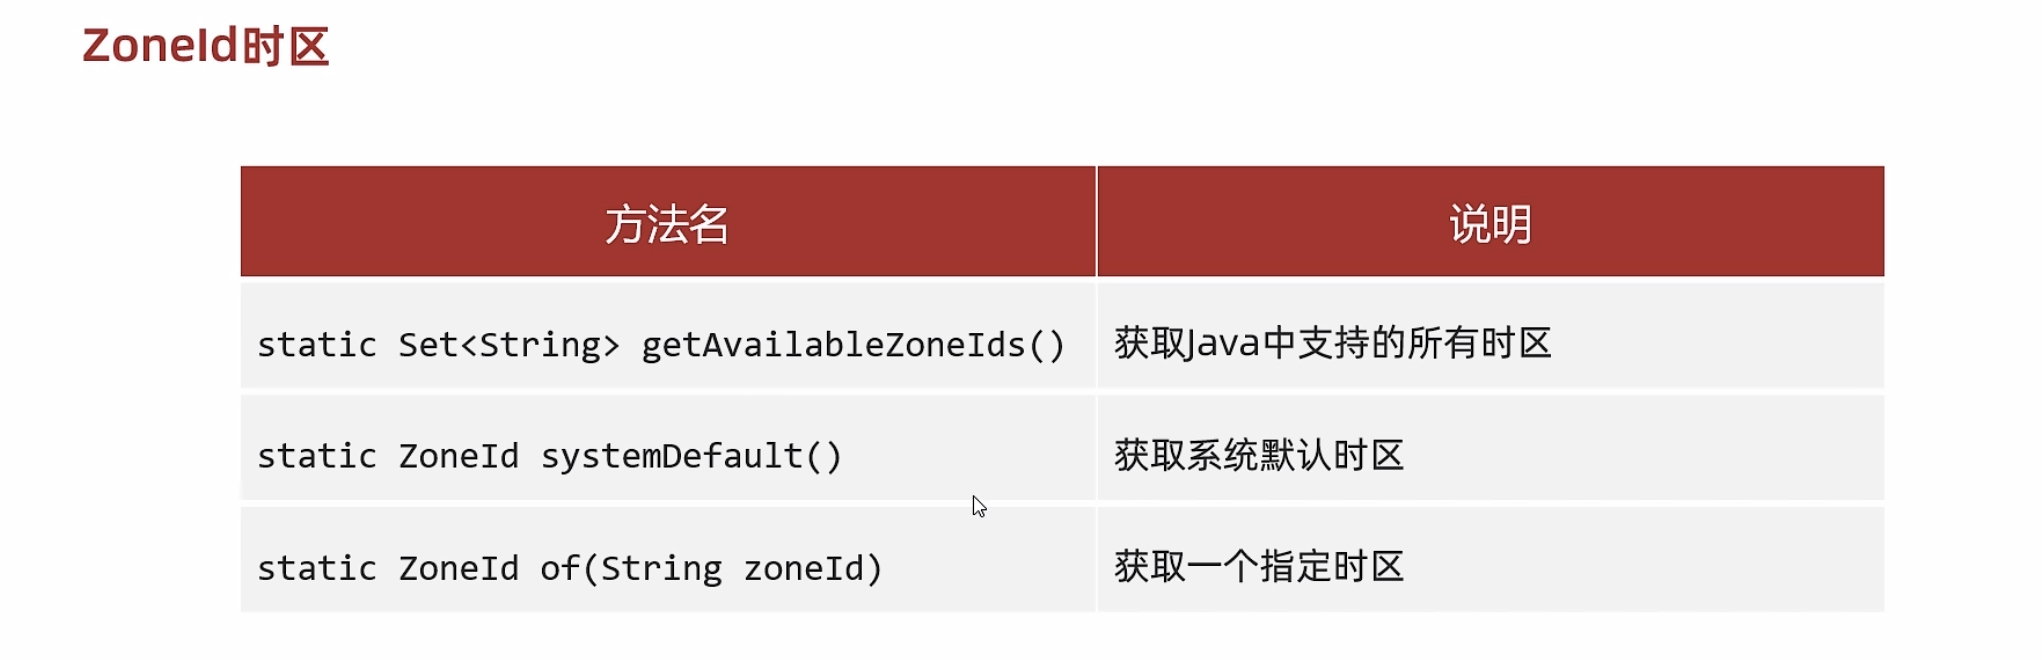 ZoneId时区
方法名 说明
static Set<String> getAvailableZoneIds() 获取Java中支持的所有时区
static ZoneId systemDefault() 获取系统默认时区
static ZoneId of(String zoneId) 获取一个指定时区